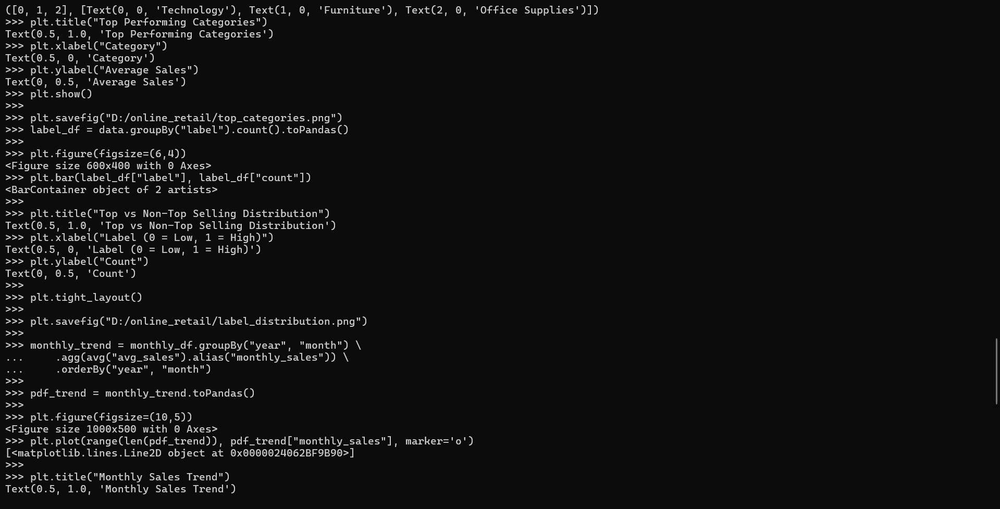 ([0, 1, 2], [Text(0, 0, 'Technology'), Text(1, 0, 'Furniture'), Text(2, 0, 'Office Supplies')])
>>> plt.title("Top Performing Categories")
Text(0.5, 1.0, 'Top Performing Categories')
>>> plt.xlabel("Category")
Text(0.5, 0, 'Category')
>>> plt.ylabel("Average Sales")
Text(0, 0.5, 'Average Sales')
>>> plt.show()
>>>
>>> plt.savefig("D:/online_retail/top_categories.png")
>>> label_df = data.groupBy("label").count().toPandas()
>>>
>>> plt.figure(figsize=(6,4))
<Figure size 600x400 with 0 Axes>
>>> plt.bar(label_df["label"], label_df["count"])
<BarContainer object of 2 artists>
>>>
>>> plt.title("Top vs Non-Top Selling Distribution")
Text(0.5, 1.0, 'Top vs Non-Top Selling Distribution')
>>> plt.xlabel("Label (0 = Low, 1 = High)")
Text(0.5, 0, 'Label (0 = Low, 1 = High)')
>>> plt.ylabel("Count")
Text(0, 0.5, 'Count')
>>>
>>> plt.tight_layout()
>>>
>>> plt.savefig("D:/online_retail/label_distribution.png")
>>>
>>> monthly_trend = monthly_df.groupBy("year", "month") \
...     .agg(avg("avg_sales").alias("monthly_sales")) \
...     .orderBy("year", "month")
>>>
>>> pdf_trend = monthly_trend.toPandas()
>>>
>>> plt.figure(figsize=(10,5))
<Figure size 1000x500 with 0 Axes>
>>> plt.plot(range(len(pdf_trend)), pdf_trend["monthly_sales"], marker='o')
[<matplotlib.lines.Line2D object at 0x0000024062BF9B90>]
>>>
>>> plt.title("Monthly Sales Trend")
Text(0.5, 1.0, 'Monthly Sales Trend')